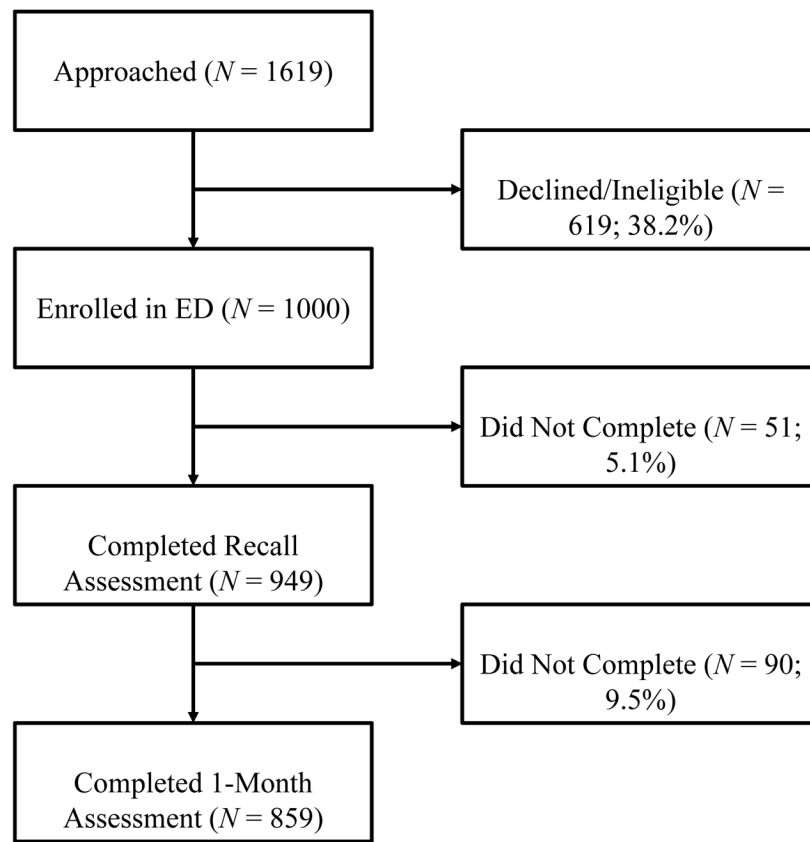 Approached (N = 1619)
Declined/Ineligible (N =
619; 38.2%)
Enrolled in ED (N = 1000)
Did Not Complete (N = 51;
5.1%)
Completed Recall
Assessment (N = 949)
Did Not Complete (N = 90;
9.5%)
Completed 1-Month
Assessment (N = 859)